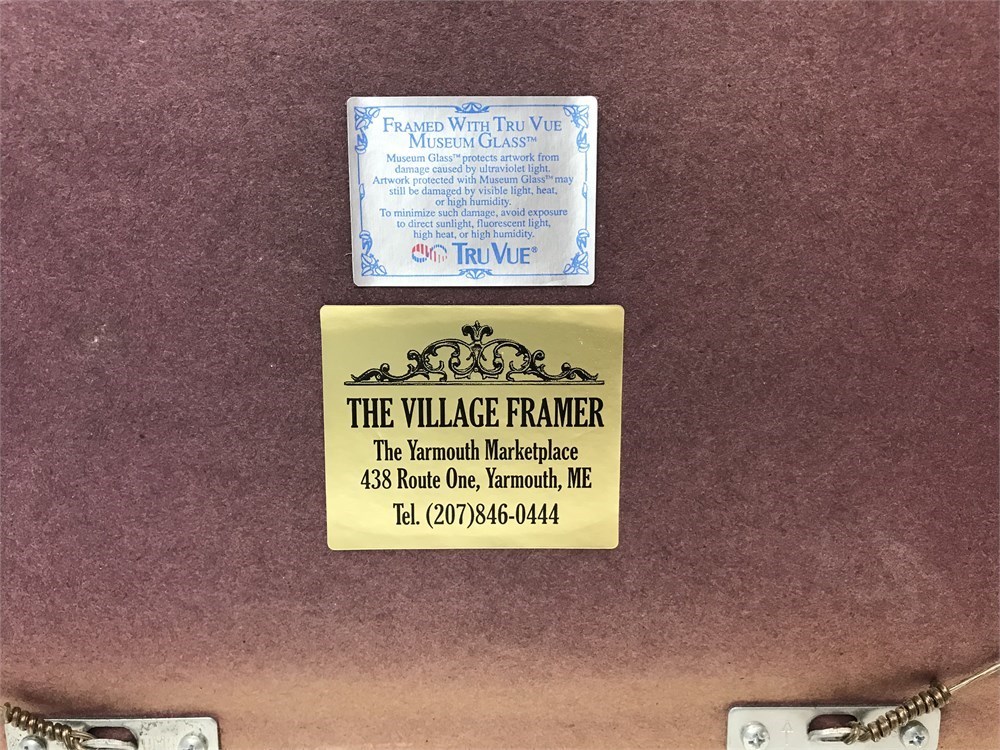 FRAMED WITH TRU VUE
MUSEUM GLASS™
Museum Glass™ protects artwork from
damage caused by ultraviolet light.
Artwork protected with Museum Glass™ may
still be damaged by visible light, heat,
or high humidity.
To minimize such damage, avoid exposure
to direct sunlight, fluorescent light,
high heat, or high humidity.
TRU VUE®
THE VILLAGE FRAMER
The Yarmouth Marketplace
438 Route One, Yarmouth, ME
Tel. (207)846-0444